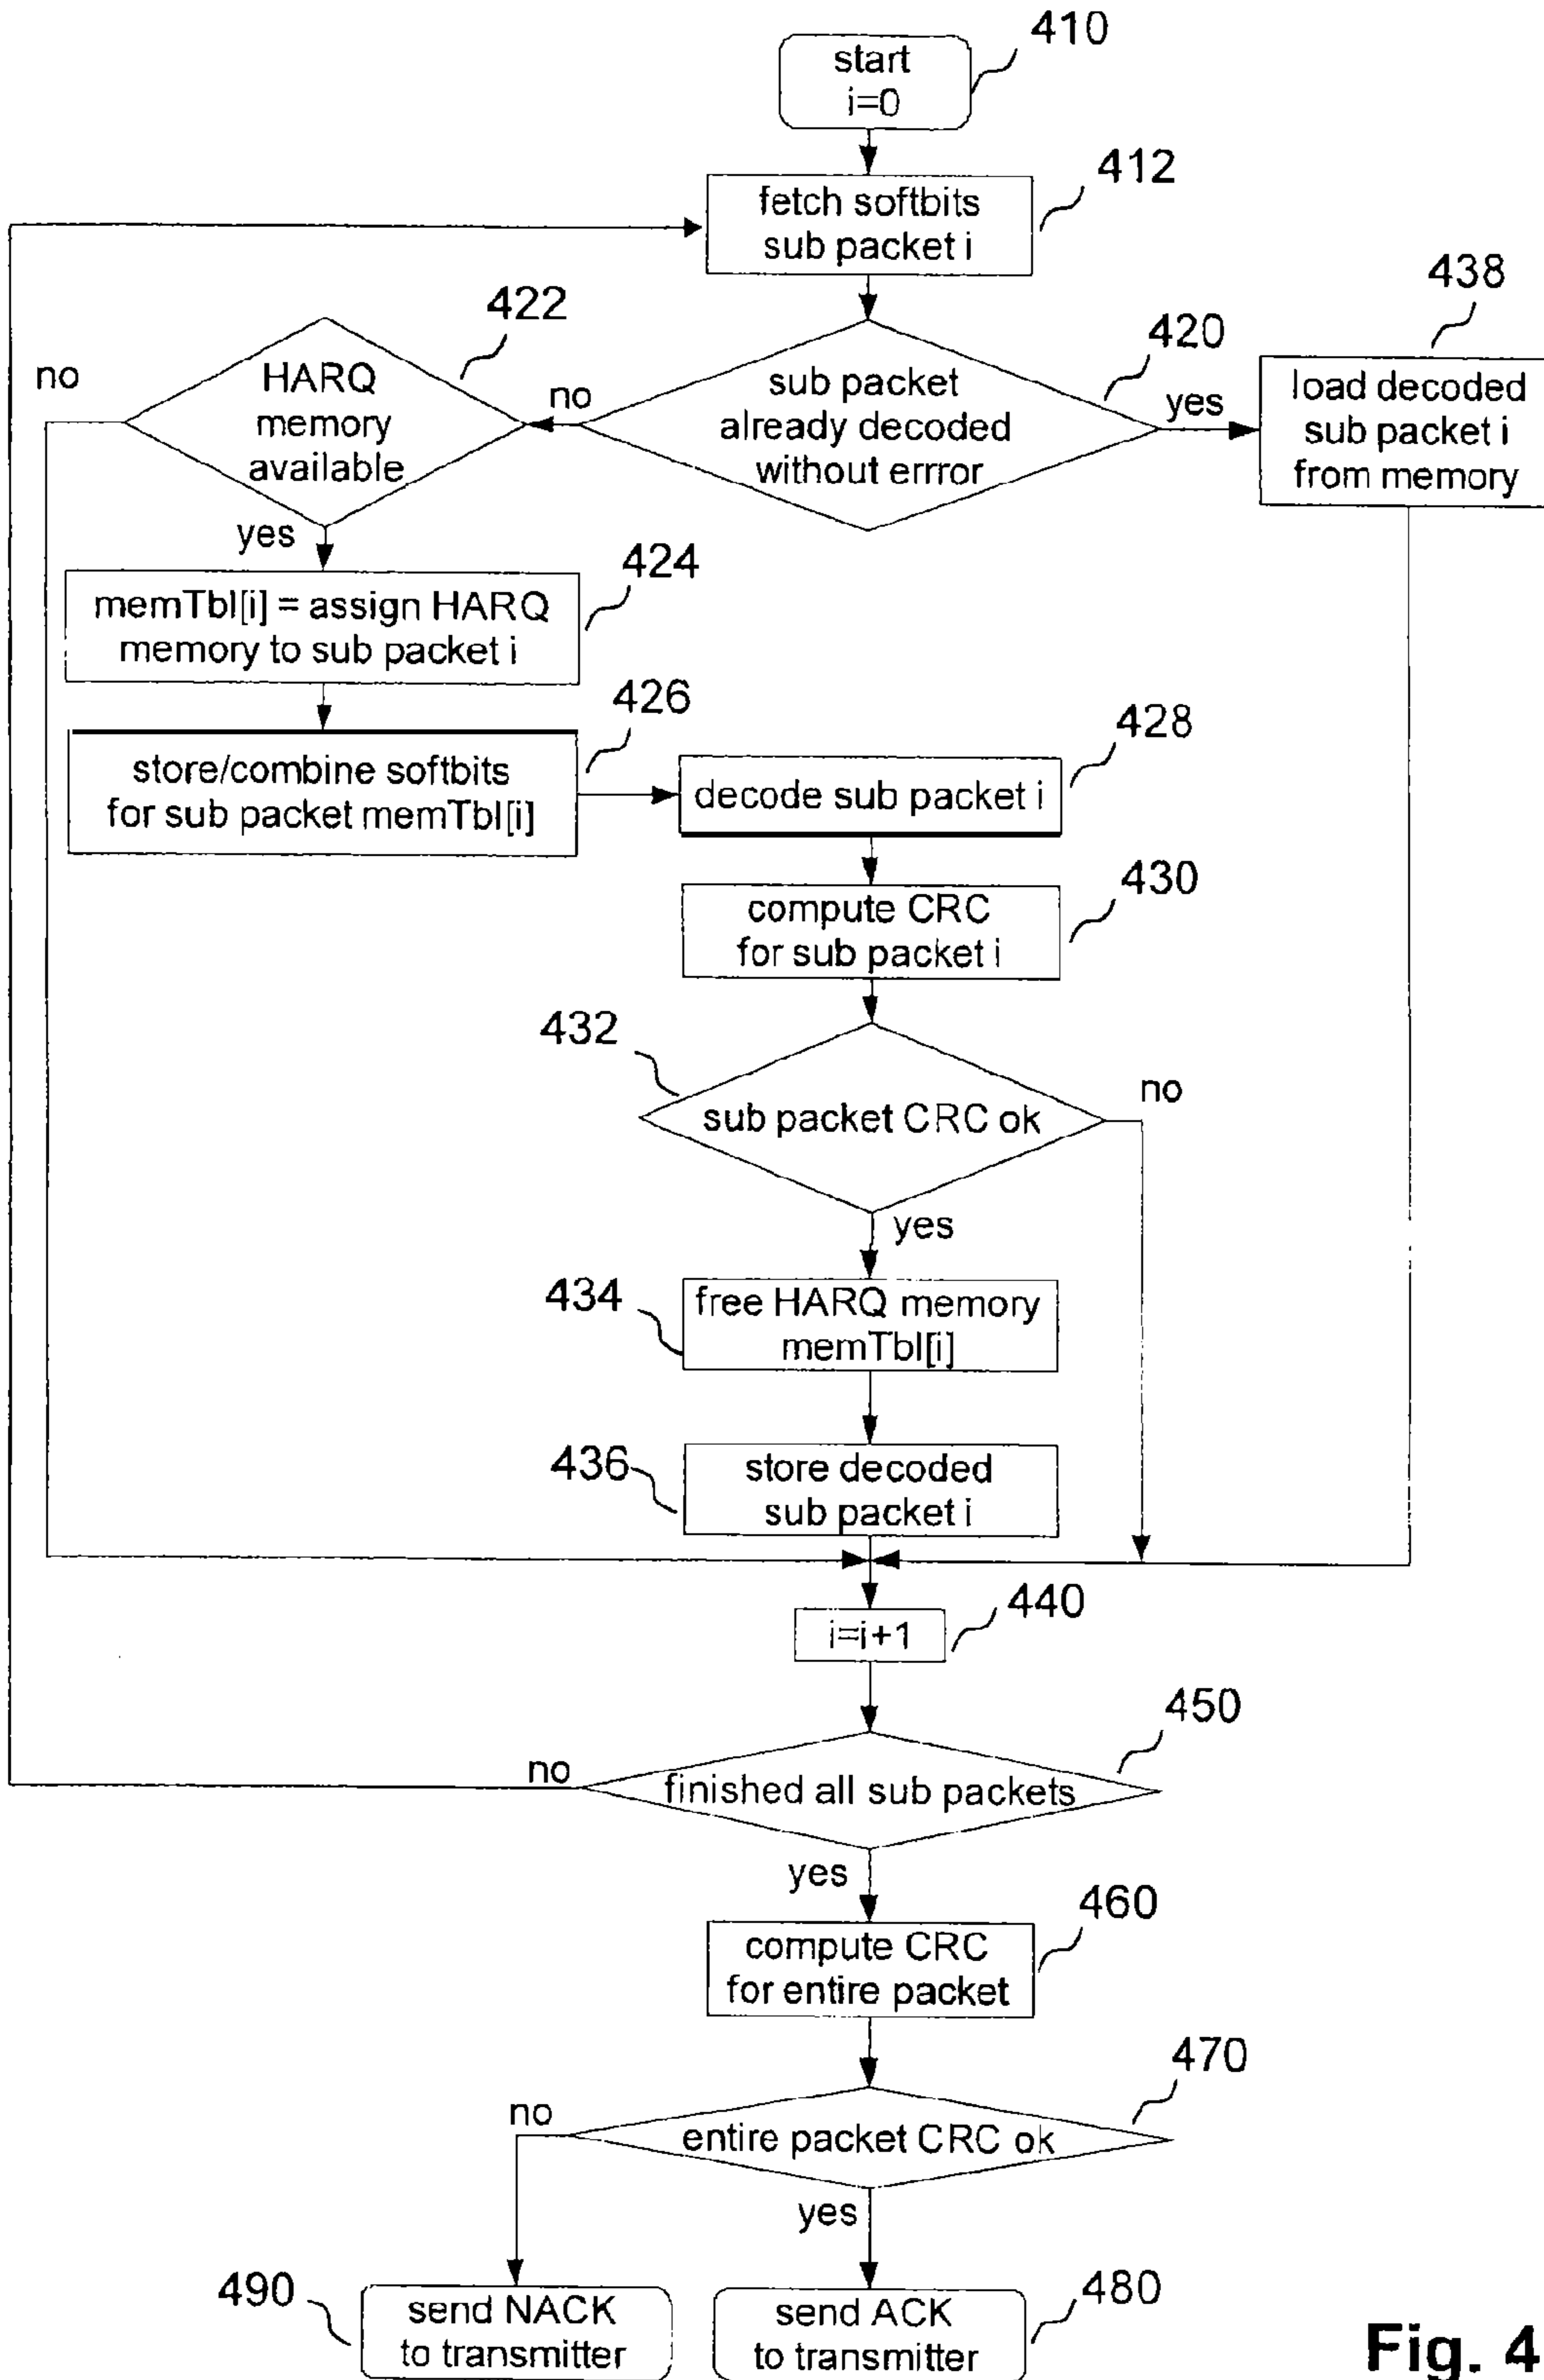 410
start
i=0
412
fetch softbits
sub packet i
438
422
420
no
HARQ
memory
available
no
sub packet
already decoded
without errror
yes
load decoded
sub packet i
from memory
yes
424
memTbl[i] = assign HARQ
memory to sub packet i
426
428
store/combine softbits
for sub packet memTbl[i]
decode sub packet i
430
compute CRC
for sub packet i
432
no
sub packet CRC ok
yes
434
free HARQ memory
memTbl[i]
436
store decoded
sub packet i
440
i=i+1
450
no
finished all sub packets
yes
460
compute CRC
for entire packet
470
no
entire packet CRC ok
yes
490
send NACK
to transmitter
send ACK
to transmitter
480
Fig. 4